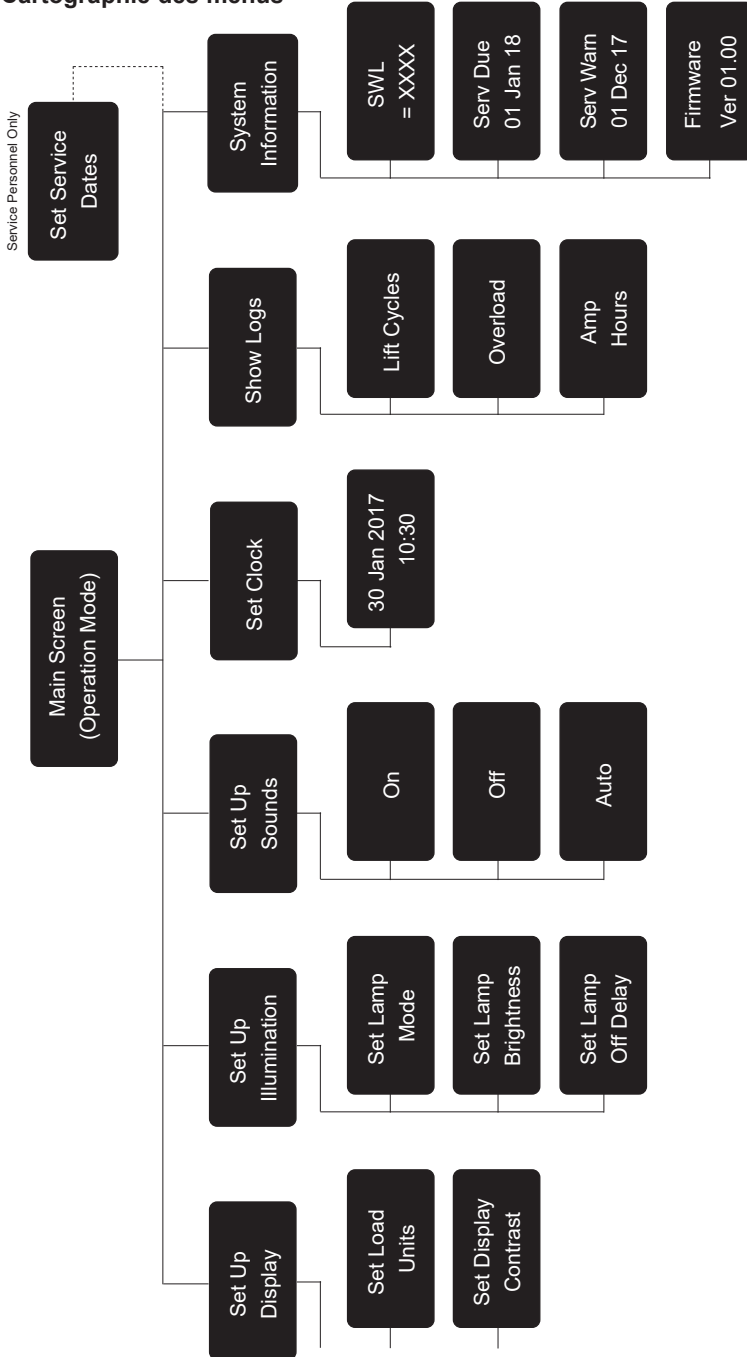 Cartographie des menus
Service Personnel Only
Set Service
Dates
Main Screen
(Operation Mode)
Set Up
Display
Set Load
Units
Set Display
Contrast
Set Up
Illumination
Set Lamp
Mode
Set Lamp
Brightness
Set Lamp
Off Delay
Set Up
Sounds
On
Off
Auto
Set Clock
30 Jan 2017
10:30
Show Logs
Lift Cycles
Overload
Amp
Hours
System
Information
SWL
= XXXX
Serv Due
01 Jan 18
Serv Warn
01 Dec 17
Firmware
Ver 01.00